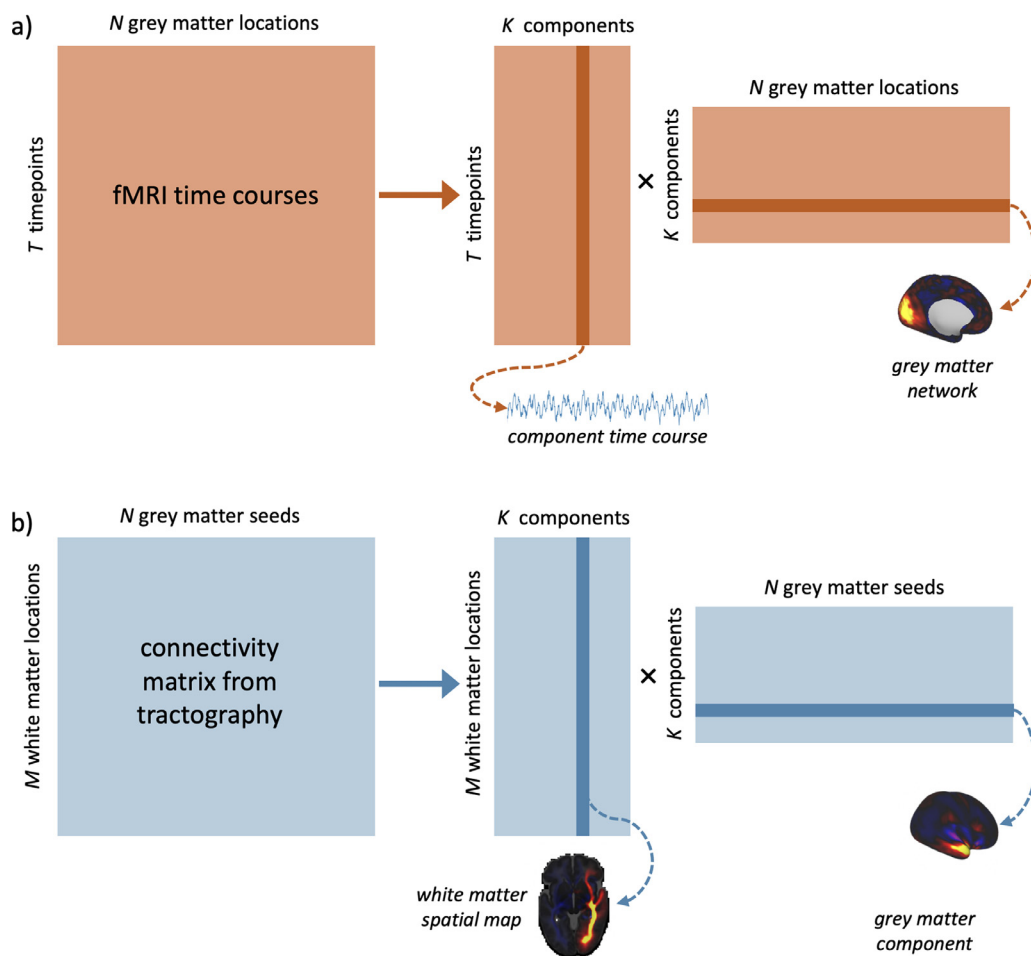 a)
N grey matter locations
T timepoints
fMRI time courses
K components
T timepoints
×
N grey matter locations
K components
grey matter
network
component time course
b)
N grey matter seeds
M white matter locations
connectivity
matrix from
tractography
K components
M white matter locations
×
N grey matter seeds
K components
white matter
spatial map
grey matter
component